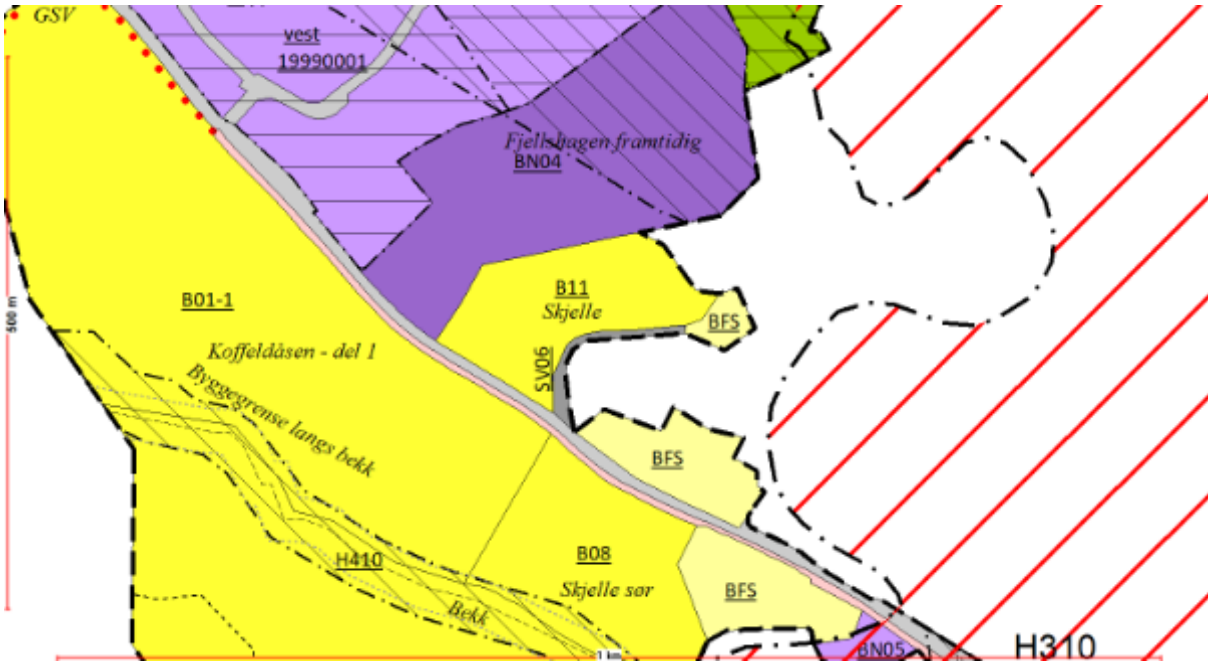 GSV
vest
19990001
Fjellshagen framtidig
BN04
B11
Skjelle
B01-1
BFS
500 m
Koffeldåsen - del 1
SV06
Byggegrense langs bekk
BFS
B08
H410
Skjelle sør
BFS
Bekk
H310
BN05
1 km